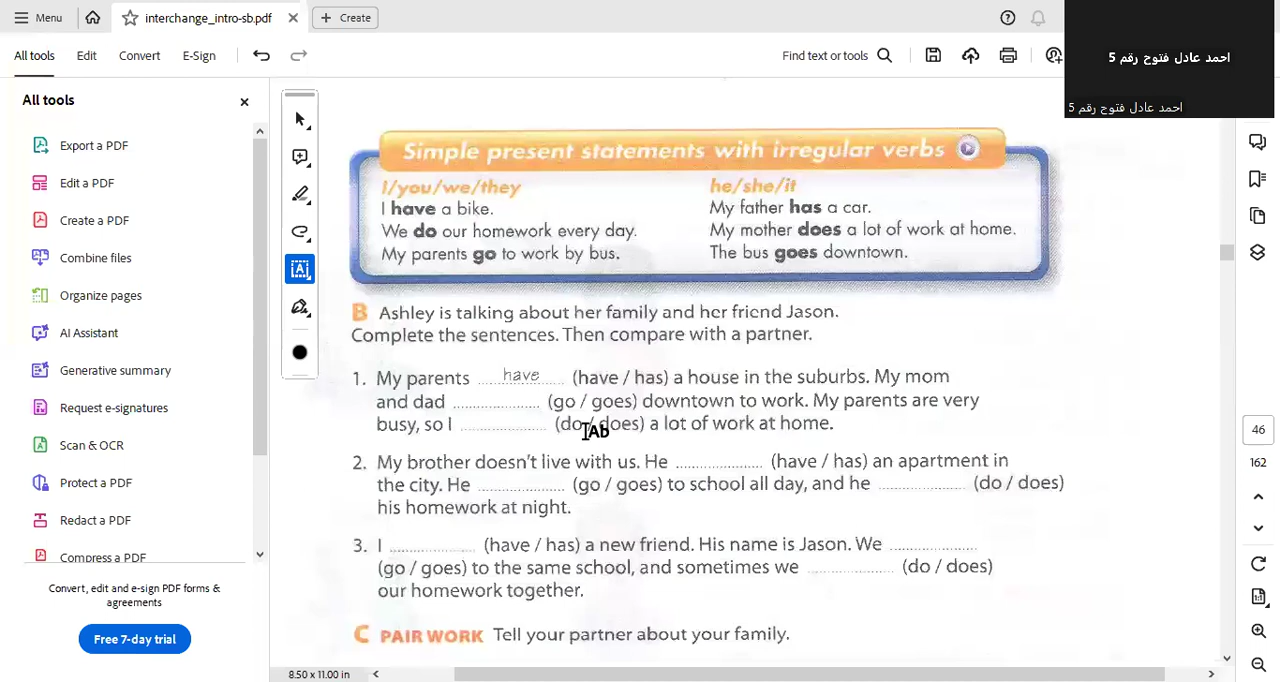 Menu
interchange_intro-sb.pdf
Create
All tools
Edit
Convert
E-Sign
Find text or tools
احمد عادل فتوح رقم 5
احمد عادل فتوح رقم 5
All tools
Export a PDF
Edit a PDF
Create a PDF
Combine files
Organize pages
AI Assistant
Generative summary
Request e-signatures
Scan & OCR
Protect a PDF
Redact a PDF
Compress a PDF
Convert, edit and e-sign PDF forms &
agreements
Free 7-day trial
Simple present statements with irregular verbs
I/you/we/they
I have a bike.
We do our homework every day.
My parents go to work by bus.
he/she/it
My father has a car.
My mother does a lot of work at home.
The bus goes downtown.
B Ashley is talking about her family and her friend Jason.
Complete the sentences. Then compare with a partner.
1. My parents have (have / has) a house in the suburbs. My mom
and dad .................... (go / goes) downtown to work. My parents are very
busy, so I .................... (do / does) a lot of work at home.
Ab
2. My brother doesn't live with us. He .................... (have / has) an apartment in
the city. He .................... (go / goes) to school all day, and he .................... (do / does)
his homework at night.
3. I .................... (have / has) a new friend. His name is Jason. We ....................
(go / goes) to the same school, and sometimes we .................... (do / does)
our homework together.
C PAIR WORK Tell your partner about your family.
8.50 x 11.00 in
46
162